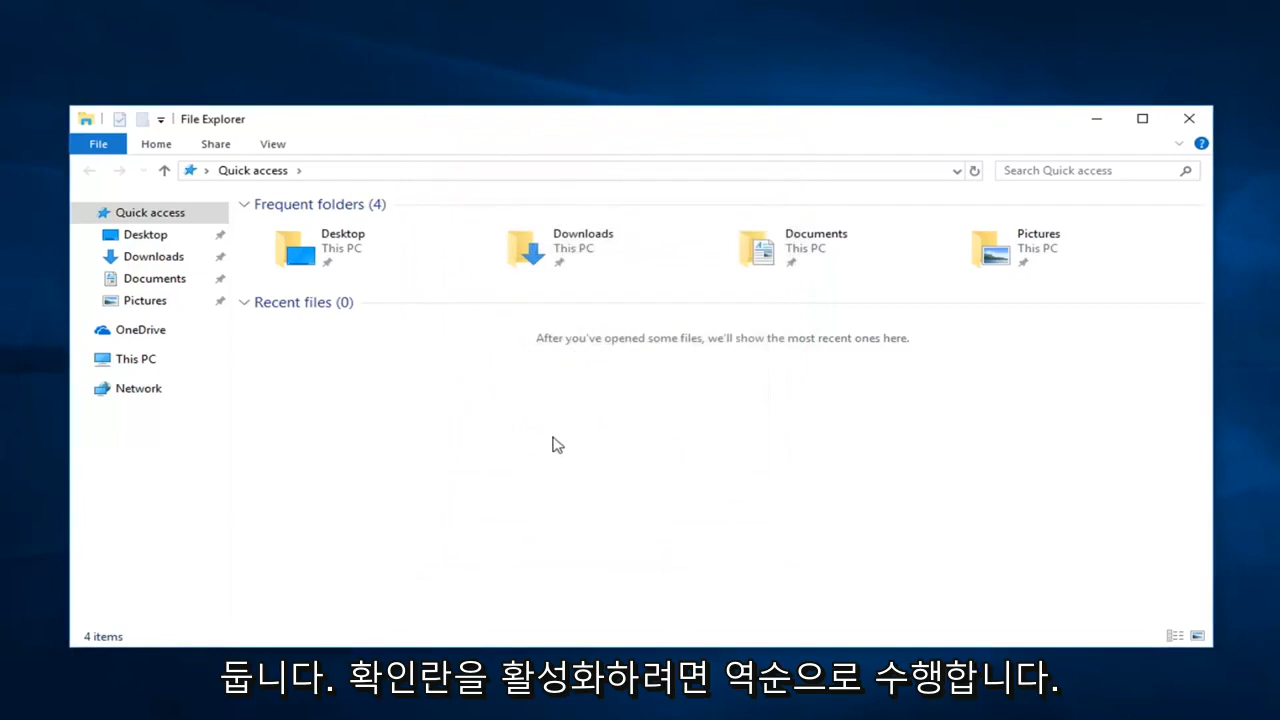 File Explorer
File Home Share View
Quick access
Search Quick access
Quick access
Desktop
Downloads
Documents
Pictures
OneDrive
This PC
Network
Frequent folders (4)
Desktop
This PC
Downloads
This PC
Documents
This PC
Pictures
This PC
Recent files (0)
After you've opened some files, we'll show the most recent ones here.
4 items
둡니다. 확인란을 활성화하려면 역순으로 수행합니다.